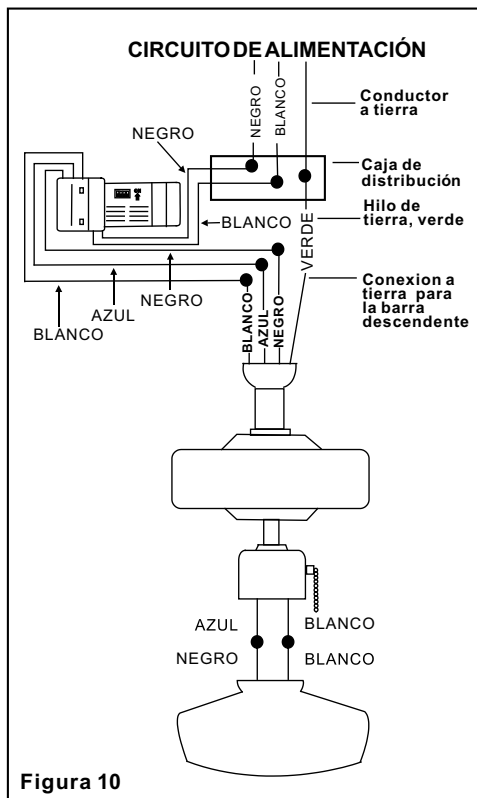 CIRCUITO DE ALIMENTACIÓN
NEGRO
BLANCO
Conductor
a tierra
NEGRO
Caja de
distribución
Hilo de
tierra, verde
BLANCO
VERDE
Conexion a
tierra para
la barra
descendente
NEGRO
AZUL
BLANCO
BLANCO
AZUL
NEGRO
AZUL
BLANCO
NEGRO
BLANCO
Figura 10